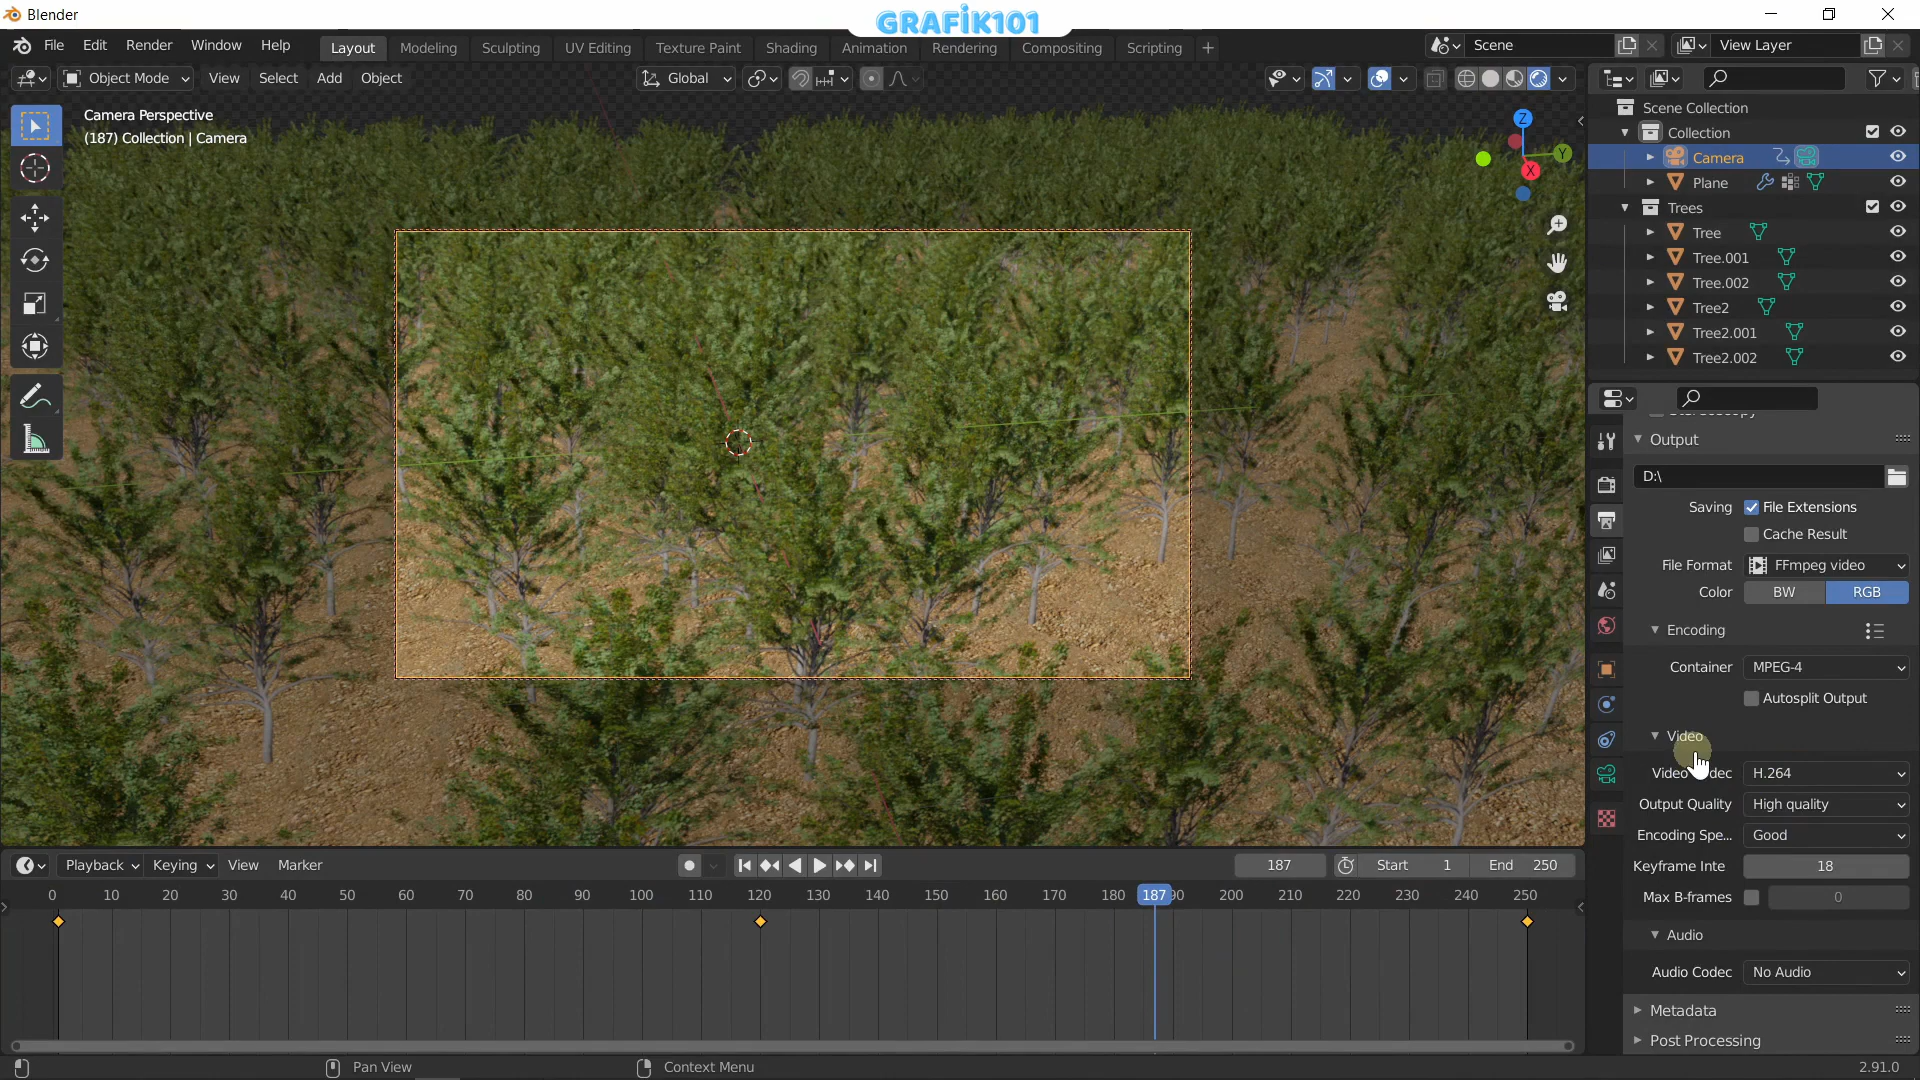 Blender
GRAFİK101
File Edit Render Window Help
Layout Modeling Sculpting UV Editing Texture Paint Shading Animation Rendering Compositing Scripting +
Scene
View Layer
Object Mode View Select Add Object
Global
Camera Perspective
(187) Collection | Camera
Z
Y
X
Scene Collection
Collection
Camera
Plane
Trees
Tree
Tree.001
Tree.002
Tree2
Tree2.001
Tree2.002
Stereoscopy
Output
D:\
Saving File Extensions
Cache Result
File Format FFmpeg video
Color BW RGB
Encoding
Container MPEG-4
Autosplit Output
Video
Video H.264
Output Quality High quality
Encoding Spe... Good
Keyframe Inte 18
Max B-frames 0
Audio
Audio Codec No Audio
Metadata
Post Processing
Playback Keying View Marker
187 Start 1 End 250
0 10 20 30 40 50 60 70 80 90 100 110 120 130 140 150 160 170 180 187 90 200 210 220 230 240 250
Pan View
Context Menu
2.91.0